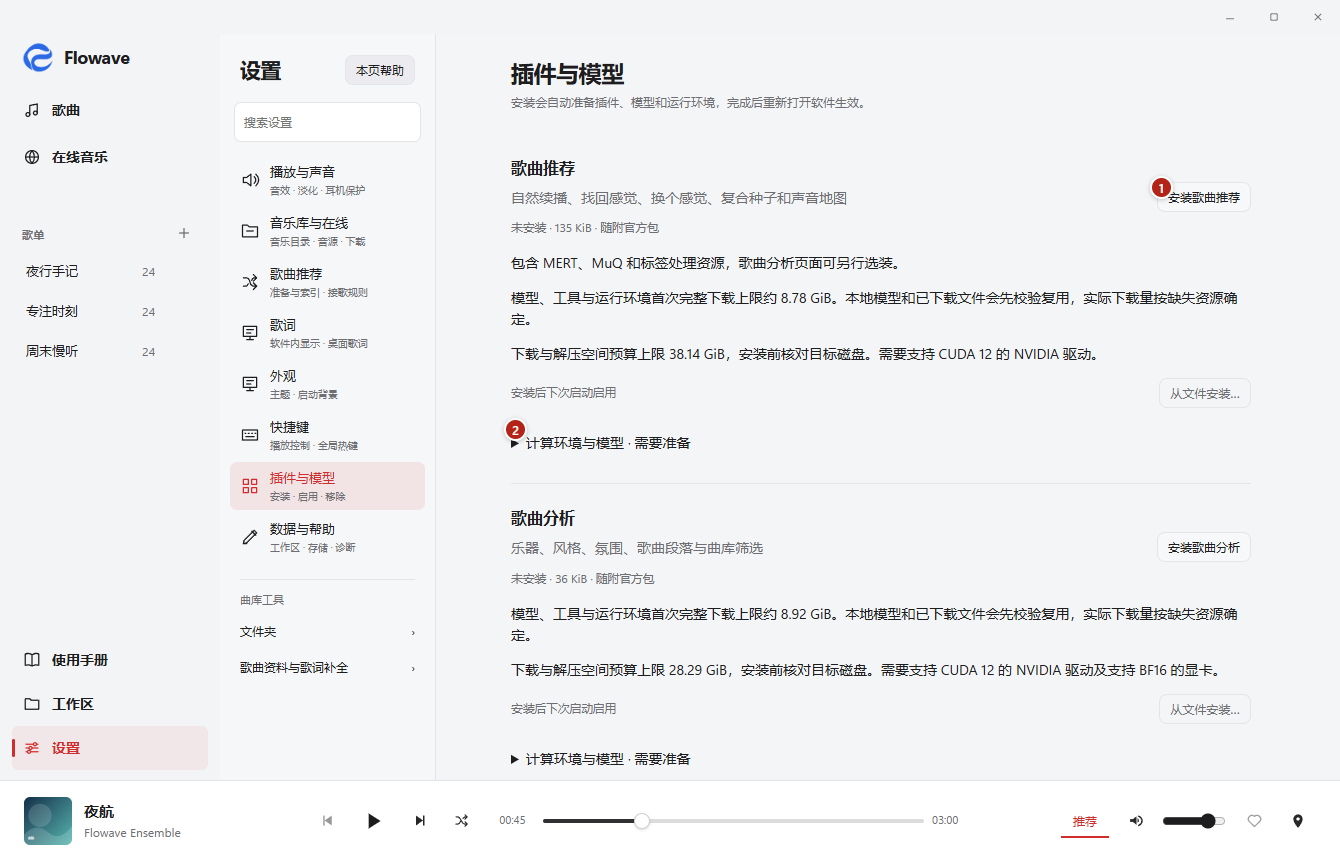 Flowave
歌曲
在线音乐
歌单
夜行手记 24
专注时刻 24
周末慢听 24
使用手册
工作区
设置
设置
本页帮助
搜索设置
播放与声音
音效 · 淡化 · 耳机保护
音乐库与在线
音乐目录 · 音源 · 下载
歌曲推荐
准备与索引 · 接歌规则
歌词
软件内显示 · 桌面歌词
外观
主题 · 启动背景
快捷键
播放控制 · 全局热键
插件与模型
安装 · 启用 · 移除
数据与帮助
工作区 · 存储 · 诊断
曲库工具
文件夹
歌曲资料与歌词补全
插件与模型
安装会自动准备插件、模型和运行环境，完成后重新打开软件生效。
歌曲推荐
自然续播、找回感觉、换个感觉、复合种子和声音地图
1
安装歌曲推荐
未安装 · 135 KiB · 随附官方包
包含 MERT、MuQ 和标签处理资源，歌曲分析页面可另行选装。
模型、工具与运行环境首次完整下载上限约 8.78 GiB。本地模型和已下载文件会先校验复用，实际下载量按缺失资源确
定。
下载与解压空间预算上限 38.14 GiB，安装前核对目标磁盘。需要支持 CUDA 12 的 NVIDIA 驱动。
安装后下次启动启用
从文件安装...
2
计算环境与模型 · 需要准备
歌曲分析
乐器、风格、氛围、歌曲段落与曲库筛选
安装歌曲分析
未安装 · 36 KiB · 随附官方包
模型、工具与运行环境首次完整下载上限约 8.92 GiB。本地模型和已下载文件会先校验复用，实际下载量按缺失资源确
定。
下载与解压空间预算上限 28.29 GiB，安装前核对目标磁盘。需要支持 CUDA 12 的 NVIDIA 驱动及支持 BF16 的显卡。
安装后下次启动启用
从文件安装...
计算环境与模型 · 需要准备
夜航
Flowave Ensemble
00:45
03:00
推荐